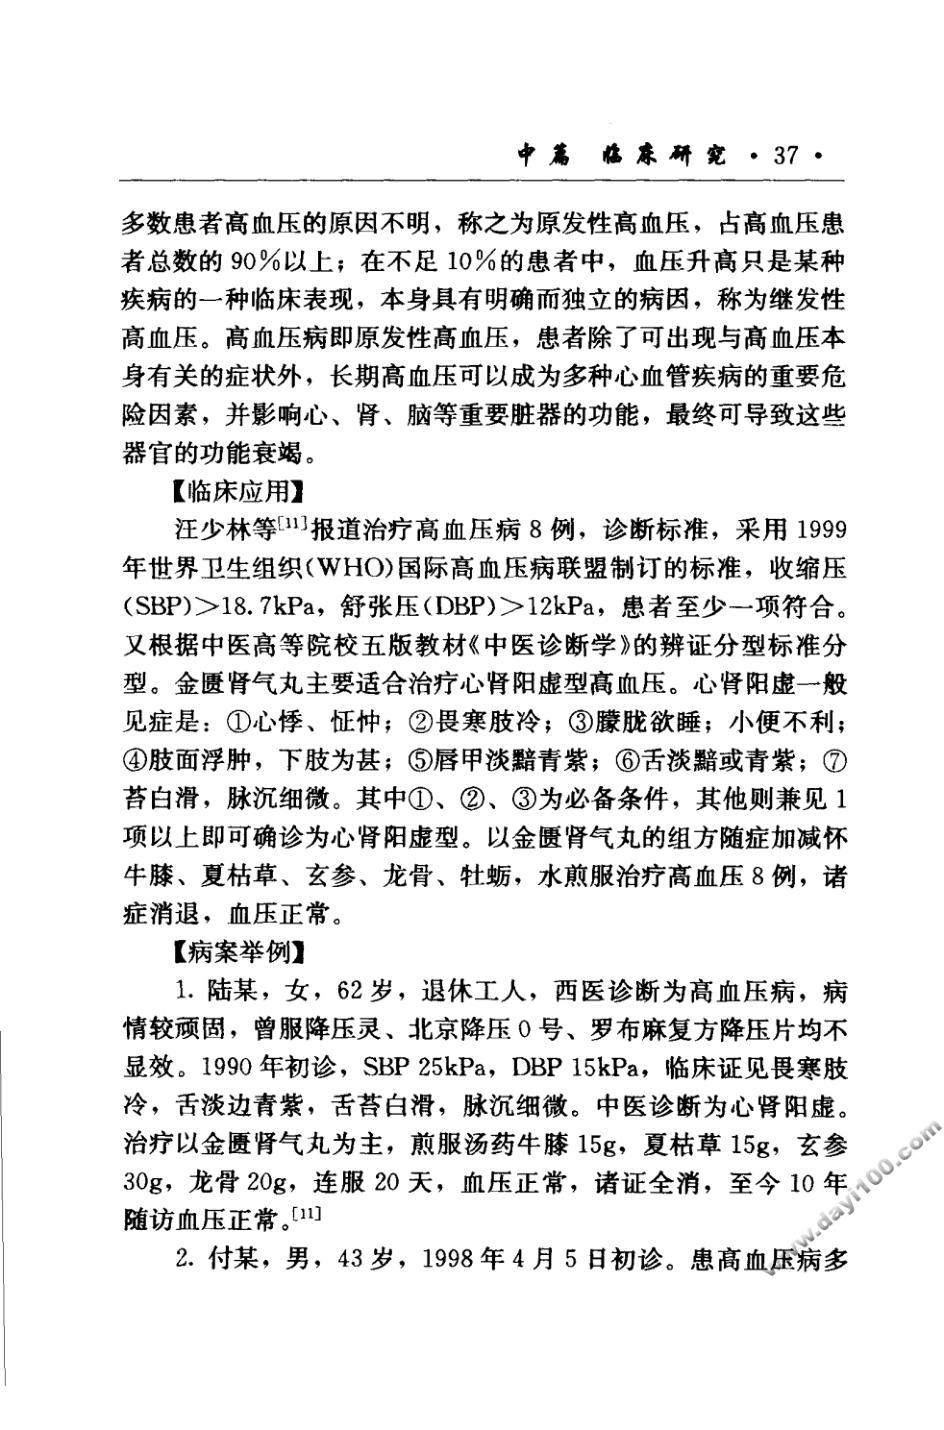 中篇 临床研究 · 37 ·
多数患者高血压的原因不明，称之为原发性高血压，占高血压患
者总数的 90%以上；在不足 10%的患者中，血压升高只是某种
疾病的一种临床表现，本身具有明确而独立的病因，称为继发性
高血压。高血压病即原发性高血压，患者除了可出现与高血压本
身有关的症状外，长期高血压可以成为多种心血管疾病的重要危
险因素，并影响心、肾、脑等重要脏器的功能，最终可导致这些
器官的功能衰竭。
【临床应用】
汪少林等[11]报道治疗高血压病 8 例，诊断标准，采用 1999
年世界卫生组织(WHO)国际高血压病联盟制订的标准，收缩压
(SBP)>18.7kPa，舒张压(DBP)>12kPa，患者至少一项符合。
又根据中医高等院校五版教材《中医诊断学》的辨证分型标准分
型。金匮肾气丸主要适合治疗心肾阳虚型高血压。心肾阳虚一般
见症是：①心悸、怔忡；②畏寒肢冷；③朦胧欲睡；小便不利；
④肢面浮肿，下肢为甚；⑤唇甲淡黯青紫；⑥舌淡黯或青紫；⑦
苔白滑，脉沉细微。其中①、②、③为必备条件，其他则兼见 1
项以上即可确诊为心肾阳虚型。以金匮肾气丸的组方随症加减怀
牛膝、夏枯草、玄参、龙骨、牡蛎，水煎服治疗高血压 8 例，诸
症消退，血压正常。
【病案举例】
1. 陆某，女，62 岁，退休工人，西医诊断为高血压病，病
情较顽固，曾服降压灵、北京降压 0 号、罗布麻复方降压片均不
显效。1990 年初诊，SBP 25kPa，DBP 15kPa，临床证见畏寒肢
冷，舌淡边青紫，舌苔白滑，脉沉细微。中医诊断为心肾阳虚。
治疗以金匮肾气丸为主，煎服汤药牛膝 15g，夏枯草 15g，玄参
30g，龙骨 20g，连服 20 天，血压正常，诸证全消，至今 10 年
随访血压正常。[11]
2. 付某，男，43 岁，1998 年 4 月 5 日初诊。患高血压病多
www.dayi100.com